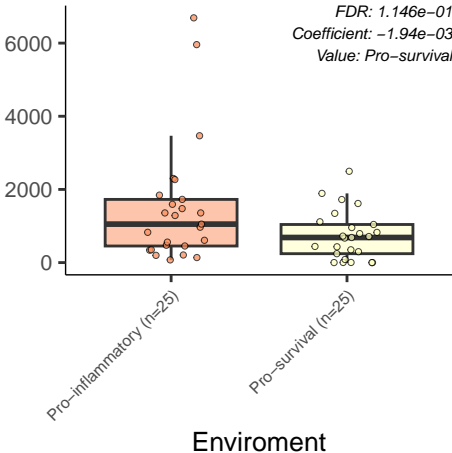 FDR: 1.146e−01
Coefficient: −1.94e−03
Value: Pro−survival
6000
4000
2000
0
Pro−inflammatory (n=25)
Pro−survival (n=25)
Enviroment